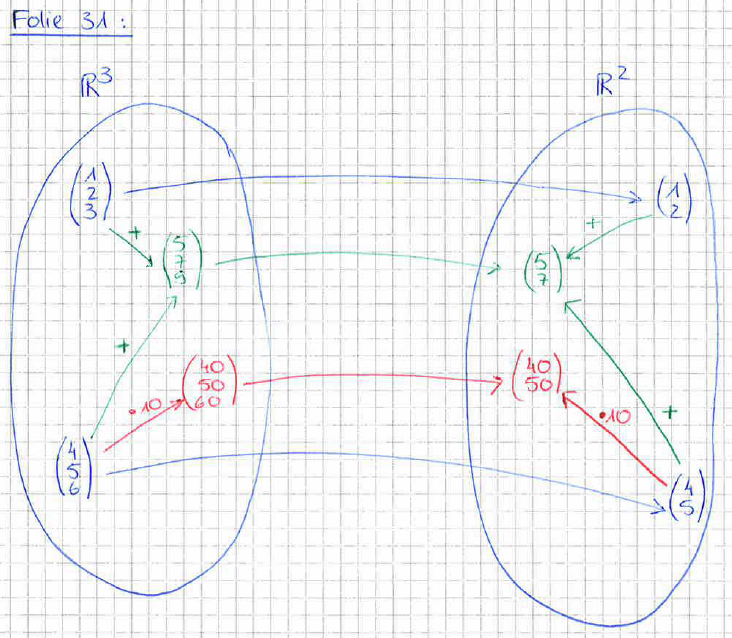 Folie 31:
ℝ³
ℝ²
(1 2 3)
(1 2)
+
+
(5 7 9)
(5 7)
+
(40 50 60)
(40 50)
·10
·10
+
(4 5 6)
(4 5)